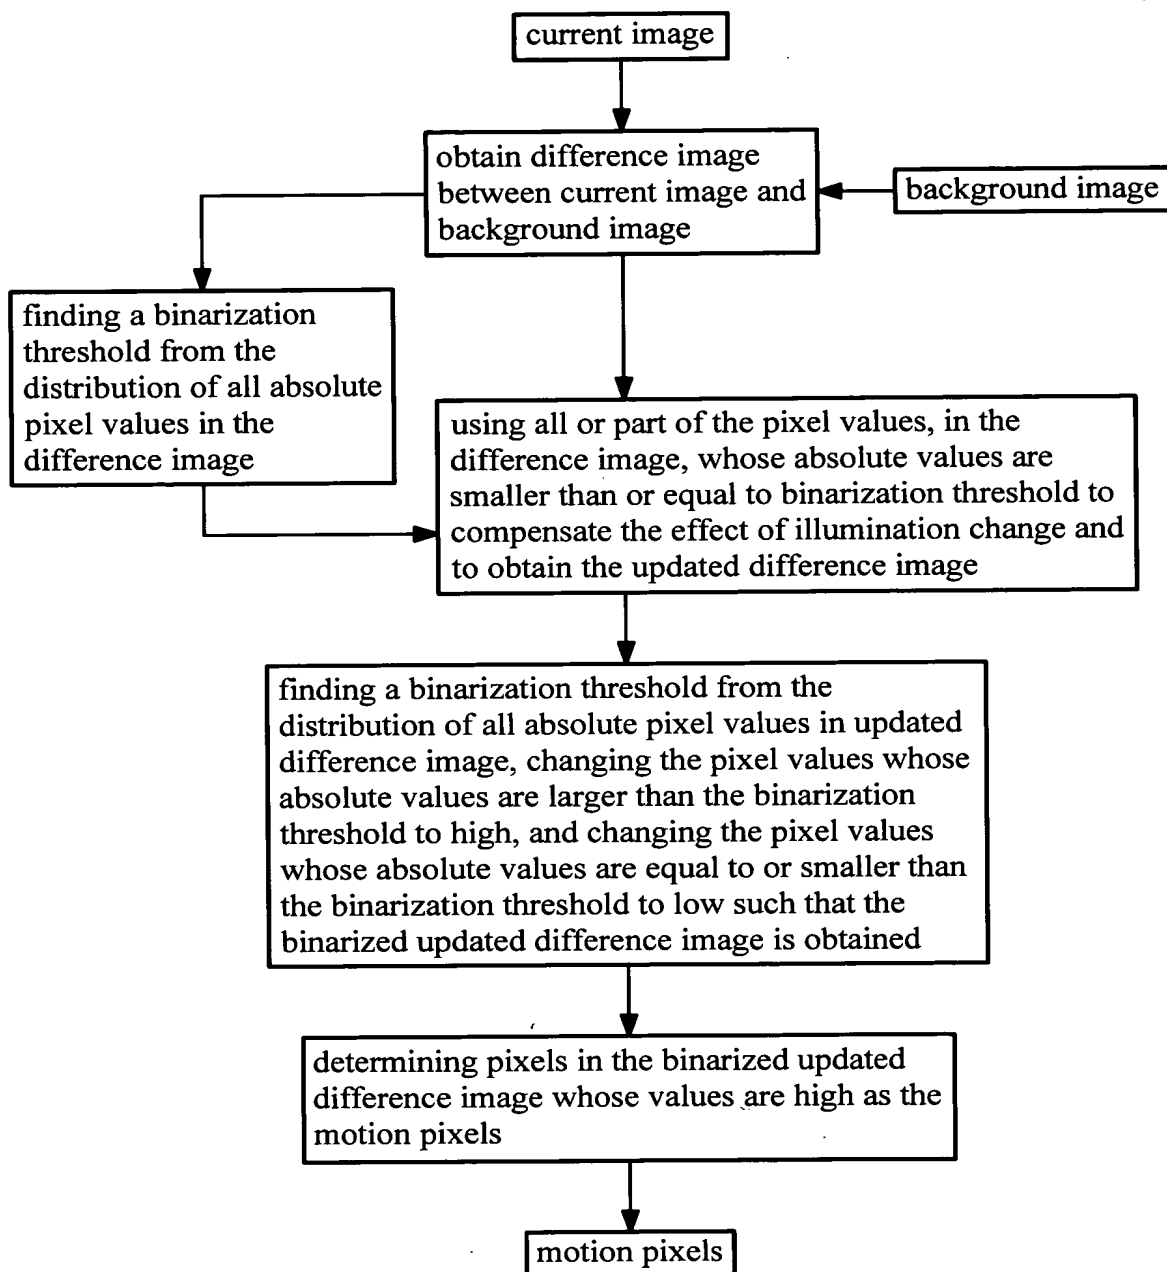 current image
obtain difference image
between current image and
background image
background image
finding a binarization
threshold from the
distribution of all absolute
pixel values in the
difference image
using all or part of the pixel values, in the
difference image, whose absolute values are
smaller than or equal to binarization threshold to
compensate the effect of illumination change and
to obtain the updated difference image
finding a binarization threshold from the
distribution of all absolute pixel values in updated
difference image, changing the pixel values whose
absolute values are larger than the binarization
threshold to high, and changing the pixel values
whose absolute values are equal to or smaller than
the binarization threshold to low such that the
binarized updated difference image is obtained
determining pixels in the binarized updated
difference image whose values are high as the
motion pixels
motion pixels